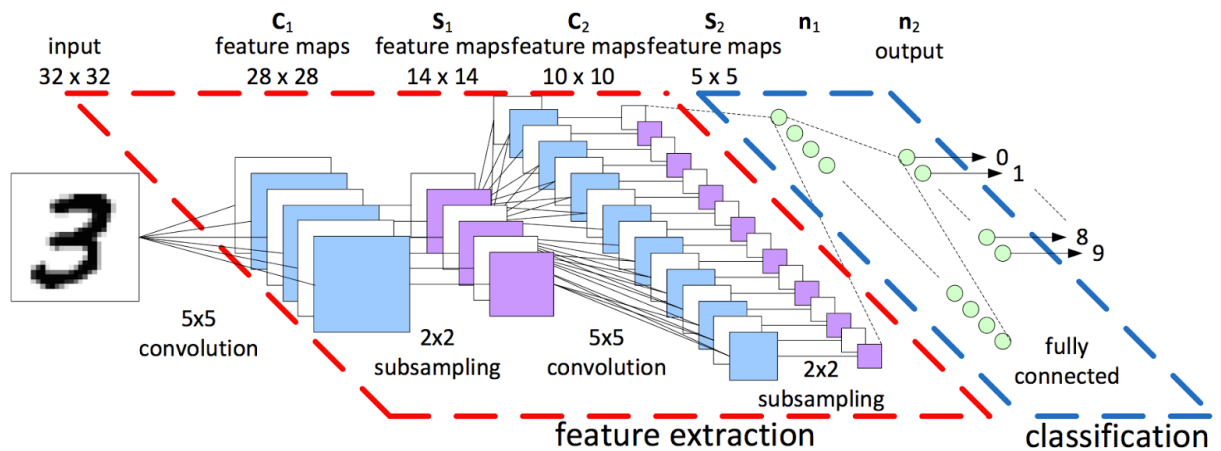 input
32 x 32
C1
feature maps
28 x 28
S1
feature maps
14 x 14
C2
feature maps
10 x 10
S2
feature maps
5 x 5
n1
n2
output
0
1
8
9
3
5x5
convolution
2x2
subsampling
5x5
convolution
2x2
subsampling
fully
connected
feature extraction
classification